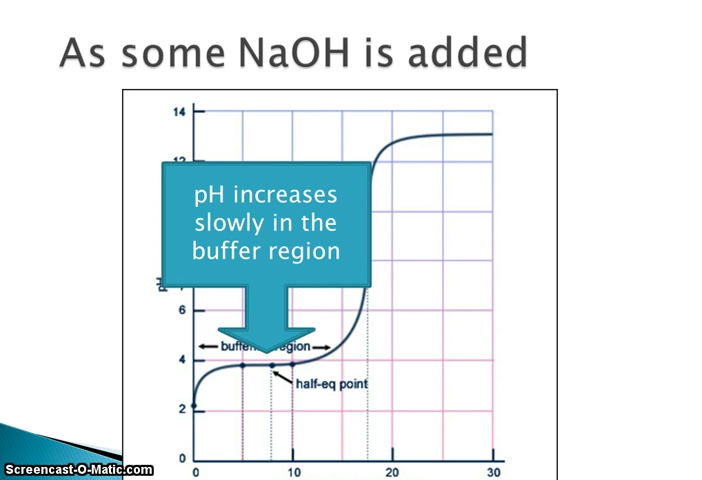 As some NaOH is added
14
12
pH increases
slowly in the
buffer region
pH
6
buffer region
4
half-eq point
2
0
0 10 20 30
Screencast-O-Matic.com